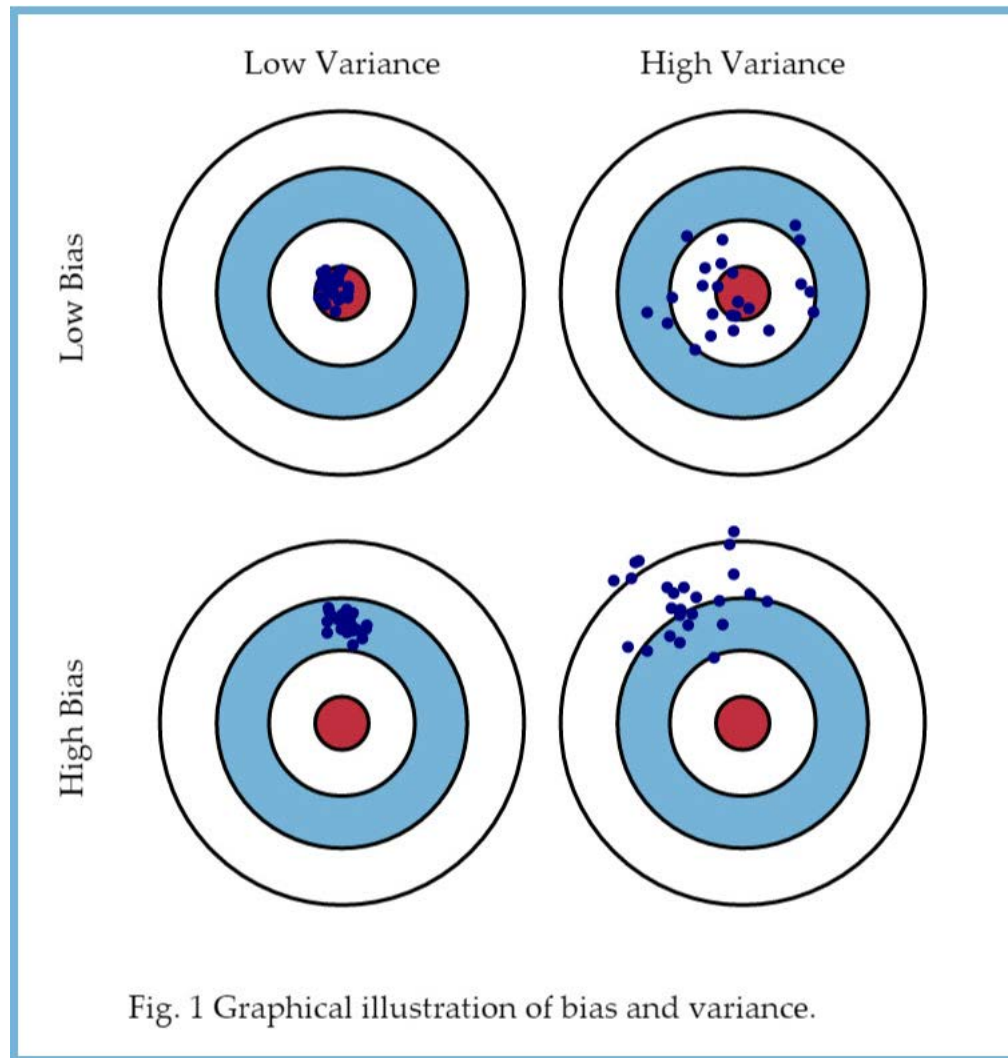 Low Variance
High Variance
Low Bias
High Bias
Fig. 1 Graphical illustration of bias and variance.